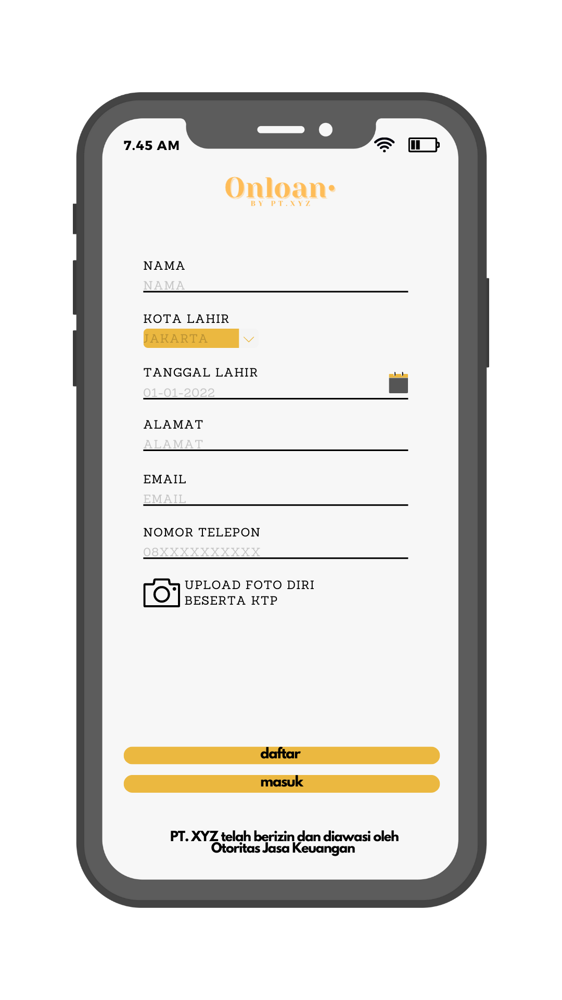 7.45 AM
Onloan
BY PT.XYZ
NAMA
NAMA
KOTA LAHIR
JAKARTA
TANGGAL LAHIR
01-01-2022
ALAMAT
ALAMAT
EMAIL
EMAIL
NOMOR TELEPON
08XXXXXXXXXX
UPLOAD FOTO DIRI
BESERTA KTP
daftar
masuk
PT. XYZ telah berizin dan diawasi oleh
Otoritas Jasa Keuangan